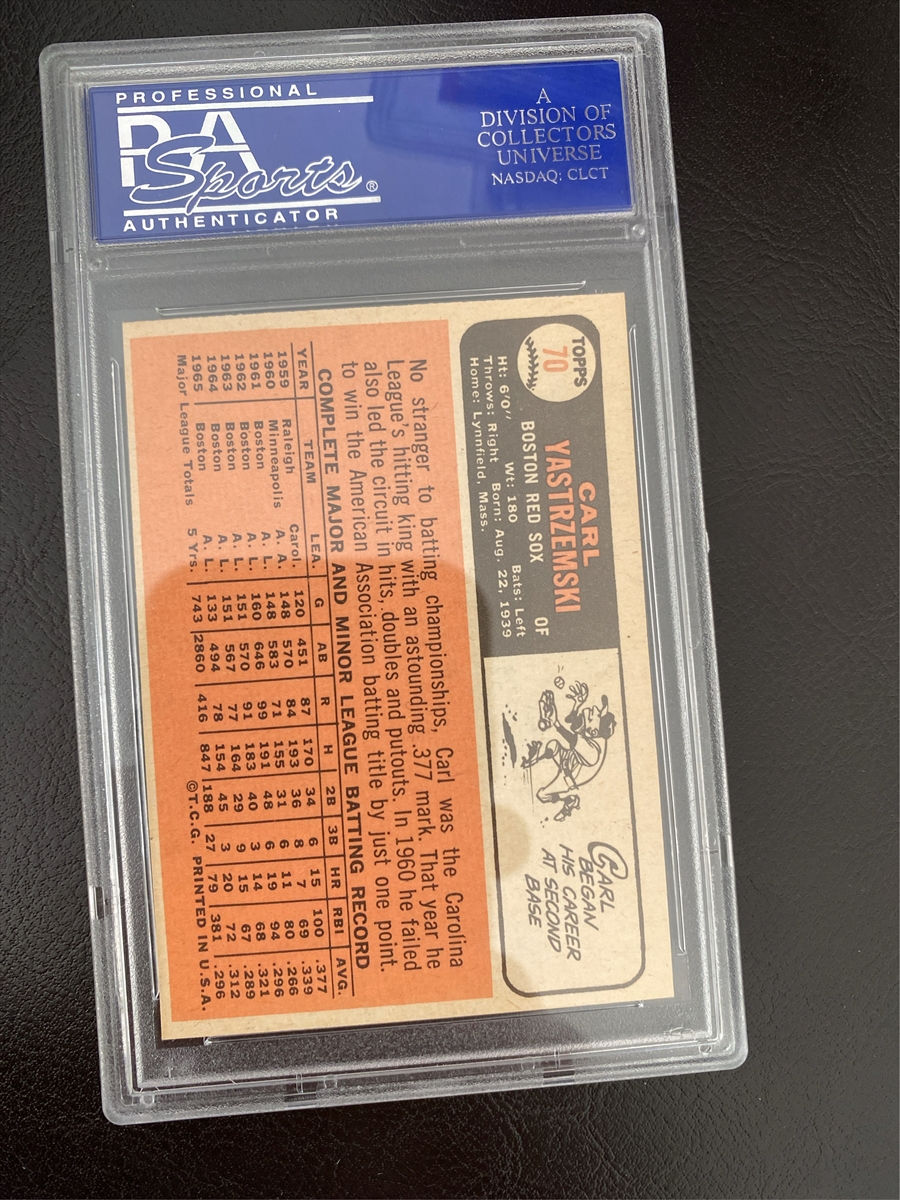 PROFESSIONAL
PSA
Sports®
AUTHENTICATOR
A
DIVISION OF
COLLECTORS
UNIVERSE
NASDAQ: CLCT
TOPPS
70
CARL
YASTRZEMSKI
OF
BOSTON RED SOX
Ht: 6'0" Wt: 180 Bats: Left
Throws: Right Born: Aug. 22, 1939
Home: Lynnfield, Mass.
CARL
BEGAN
HIS CAREER
AT SECOND
BASE
No stranger to batting championships, Carl was the Carolina
League's hitting king with an astounding .377 mark. That year he
also led the circuit in hits, doubles and putouts. In 1960 he failed
to win the American Association batting title by just one point.
COMPLETE MAJOR AND MINOR LEAGUE BATTING RECORD
YEAR TEAM LEA. G AB R H 2B 3B HR RBI AVG.
1959 Raleigh Carol. 120 451 87 170 34 6 15 100 .377
1960 Minneapolis A. A. 148 570 84 193 36 8 7 69 .339
1961 Boston A. L. 148 583 71 155 31 6 11 80 .266
1962 Boston A. L. 160 646 99 191 48 6 19 94 .296
1963 Boston A. L. 151 570 91 183 40 3 14 68 .321
1964 Boston A. L. 151 567 77 164 29 9 15 67 .289
1965 Boston A. L. 133 494 78 154 45 3 20 72 .312
Major League Totals 5 Yrs. 743 2860 416 847 188 27 79 381 .296
©T.C.G. PRINTED IN U.S.A.